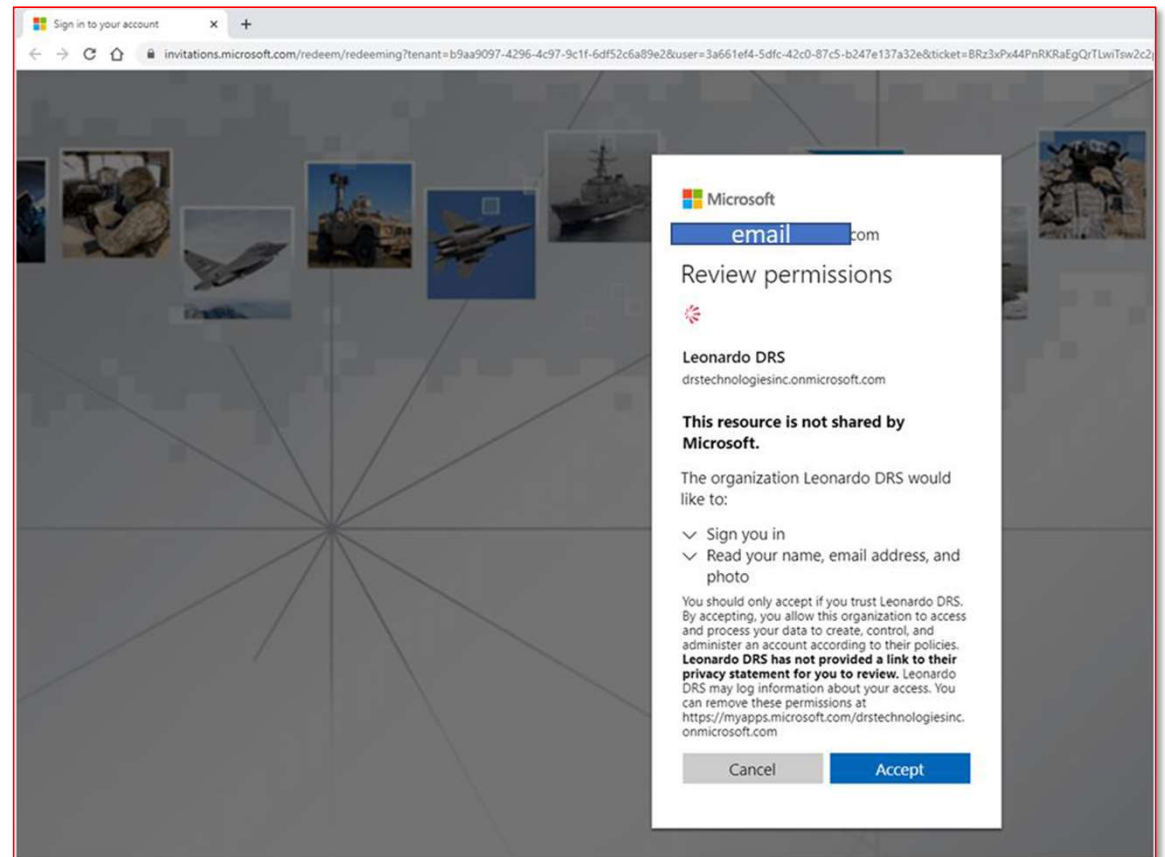 Sign in to your account
invitations.microsoft.com/redeem/redeeming?tenant=b9aa9097-4296-4c97-9c1f-6df52c6a89e2&user=3a661ef4-5dfc-42c0-87c5-b247e137a32e&ticket=BRz3xPx44PnRKRaEgQrTLwiTsw2c2
Microsoft
email com
Review permissions
Leonardo DRS
drstechnologiesinc.onmicrosoft.com
This resource is not shared by
Microsoft.
The organization Leonardo DRS would
like to:
Sign you in
Read your name, email address, and
photo
You should only accept if you trust Leonardo DRS.
By accepting, you allow this organization to access
and process your data to create, control, and
administer an account according to their policies.
Leonardo DRS has not provided a link to their
privacy statement for you to review. Leonardo
DRS may log information about your access. You
can remove these permissions at
https://myapps.microsoft.com/drstechnologiesinc.
onmicrosoft.com
Cancel Accept